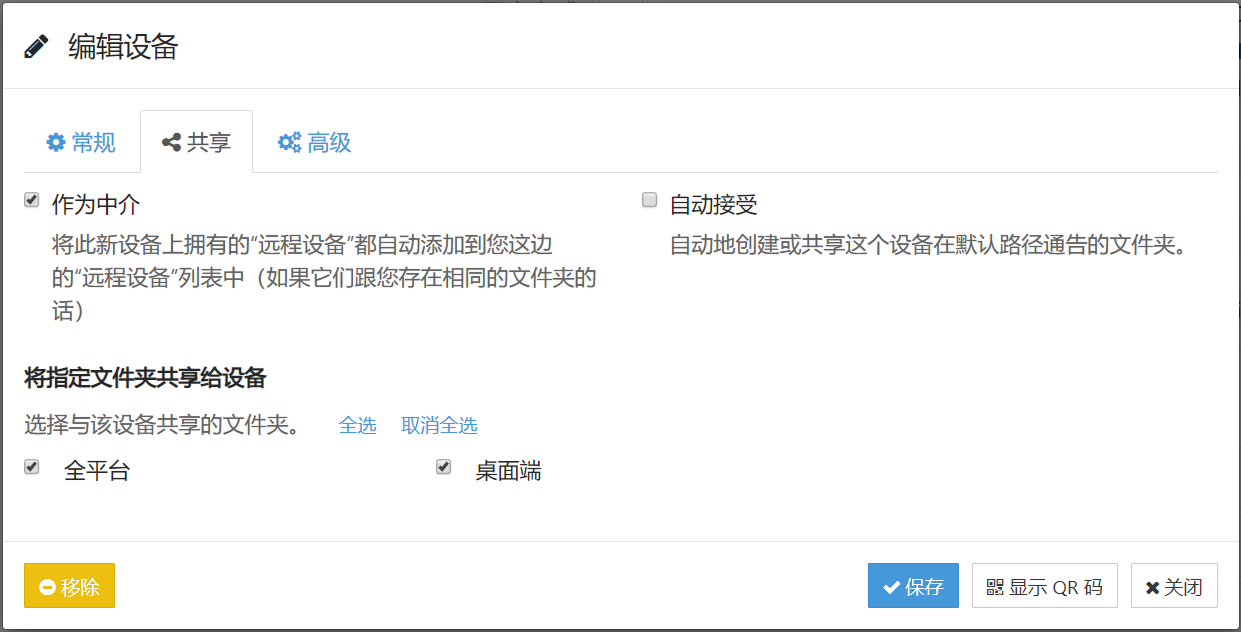 编辑设备
常规 共享 高级
作为中介
将此新设备上拥有的“远程设备”都自动添加到您这边
的“远程设备”列表中（如果它们跟您存在相同的文件夹的
话）
自动接受
自动地创建或共享这个设备在默认路径通告的文件夹。
将指定文件夹共享给设备
选择与该设备共享的文件夹。 全选 取消全选
全平台 桌面端
移除 保存 显示 QR 码 关闭